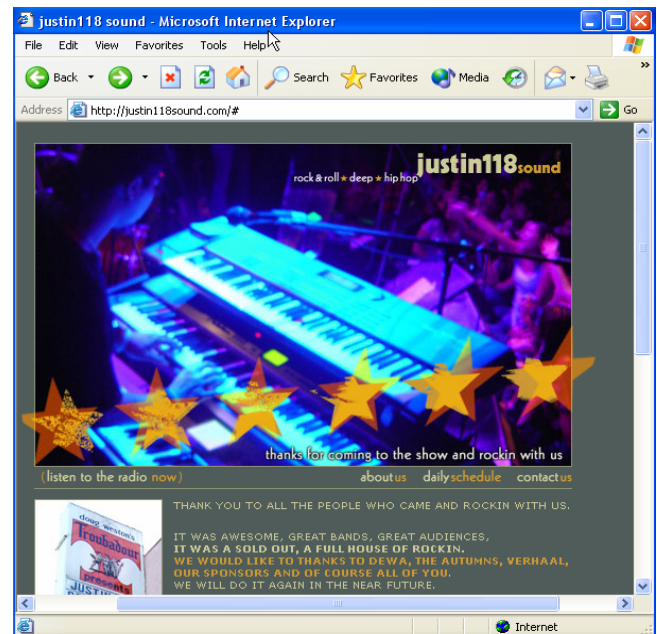 justin118 sound - Microsoft Internet Explorer
File Edit View Favorites Tools Help
Back Search Favorites Media
Address http://justin118sound.com/# Go
justin118sound
rock & roll ★ deep ★ hip hop
thanks for coming to the show and rockin with us
(listen to the radio now) aboutus dailyschedule contactus
THANK YOU TO ALL THE PEOPLE WHO CAME AND ROCKIN WITH US.
IT WAS AWESOME, GREAT BANDS, GREAT AUDIENCES,
IT WAS A SOLD OUT, A FULL HOUSE OF ROCKIN.
WE WOULD LIKE TO THANKS TO DEWA, THE AUTUMNS, VERHAAL,
OUR SPONSORS AND OF COURSE ALL OF YOU.
WE WILL DO IT AGAIN IN THE NEAR FUTURE.
doug weston's
Troubadour
presents
Internet